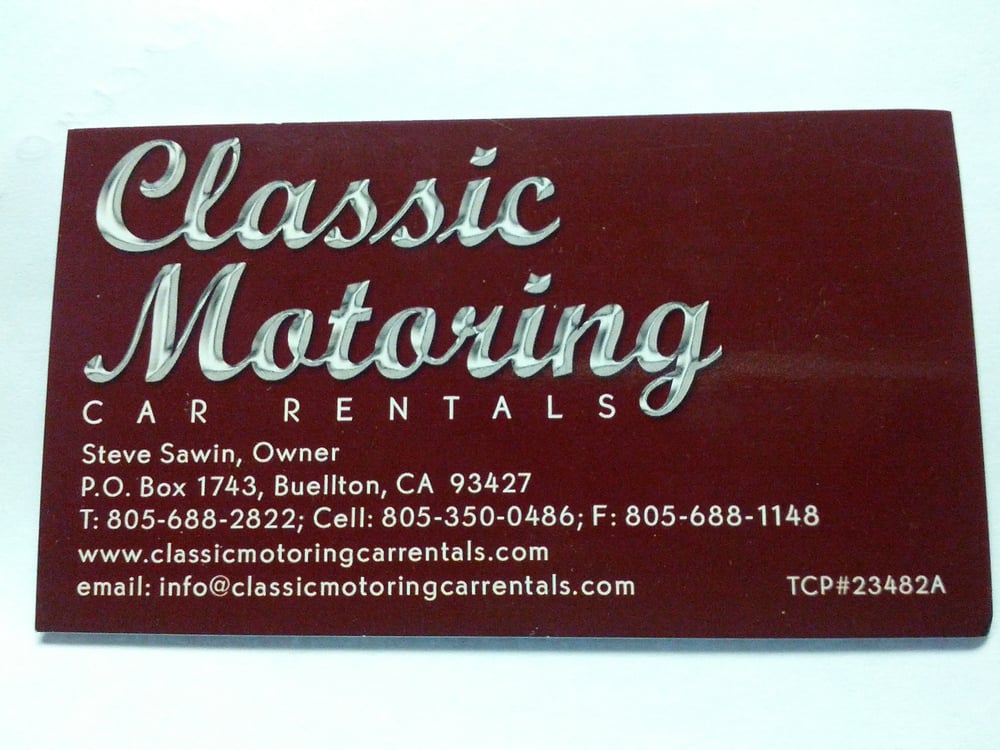 Classic
Motoring
CAR RENTALS
Steve Sawin, Owner
P.O. Box 1743, Buellton, CA 93427
T: 805-688-2822; Cell: 805-350-0486; F: 805-688-1148
www.classicmotoringcarrentals.com
email: info@classicmotoringcarrentals.com TCP#23482A